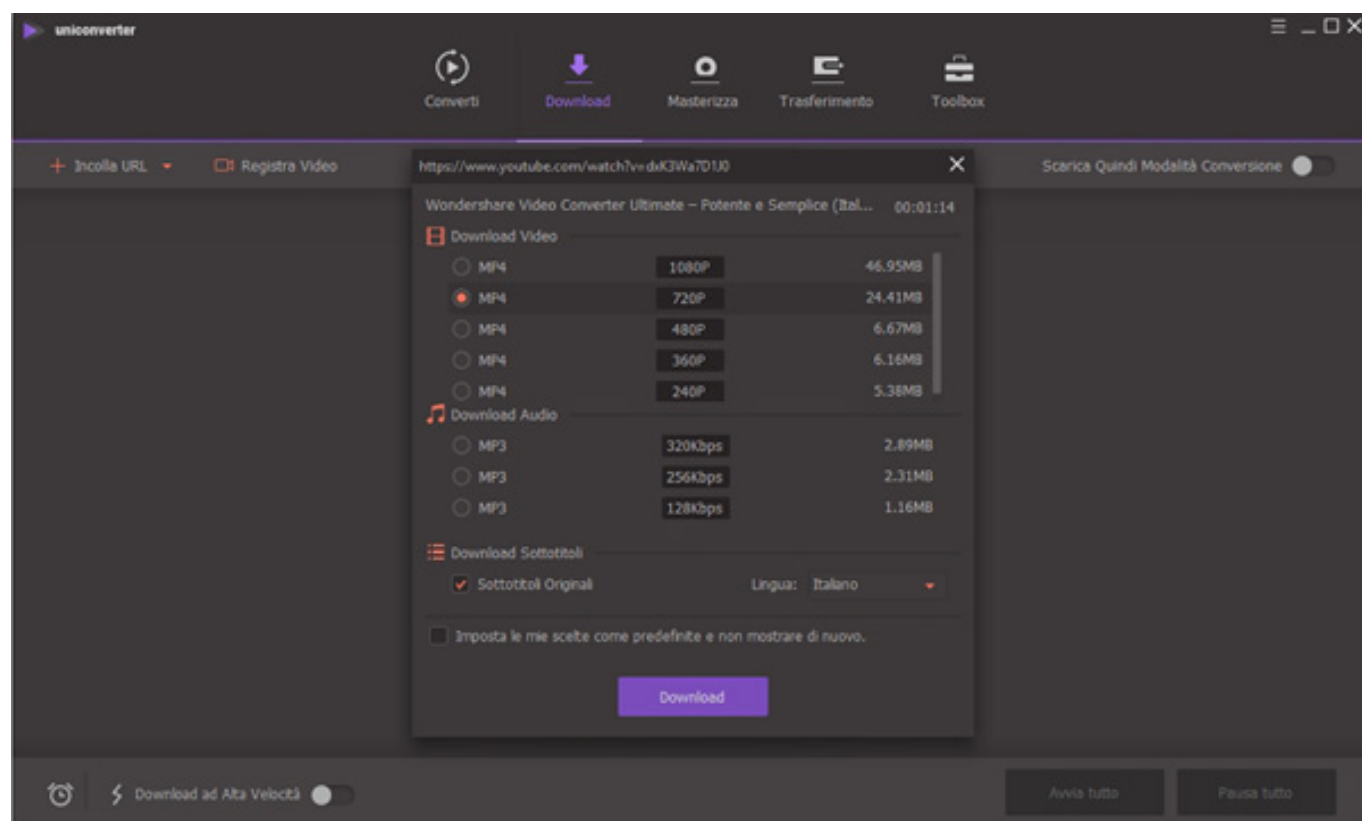 uniconverter
Converti Download Masterizza Trasferimento Toolbox
Incolla URL Registra Video Scarica Quindi Modalità Conversione
https://www.youtube.com/watch?v=dxK3Wa7D1J0
Wondershare Video Converter Ultimate – Potente e Semplice (Ital... 00:01:14
Download Video
MP4 1080P 46.95MB
MP4 720P 24.41MB
MP4 480P 6.67MB
MP4 360P 6.16MB
MP4 240P 5.38MB
Download Audio
MP3 320Kbps 2.89MB
MP3 256Kbps 2.31MB
MP3 128Kbps 1.16MB
Download Sottotitoli
Sottotitoli Originali Lingua: Italiano
Imposta le mie scelte come predefinite e non mostrare di nuovo.
Download
Download ad Alta Velocità Avvia tutto Pausa tutto